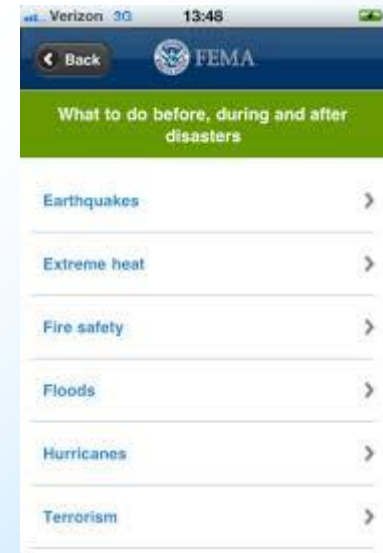 Verizon 3G 13:48
Back FEMA
What to do before, during and after
disasters
Earthquakes
Extreme heat
Fire safety
Floods
Hurricanes
Terrorism